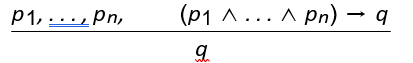 p1, . . . , pn, (p1 ∧ . . . ∧ pn) → q
q